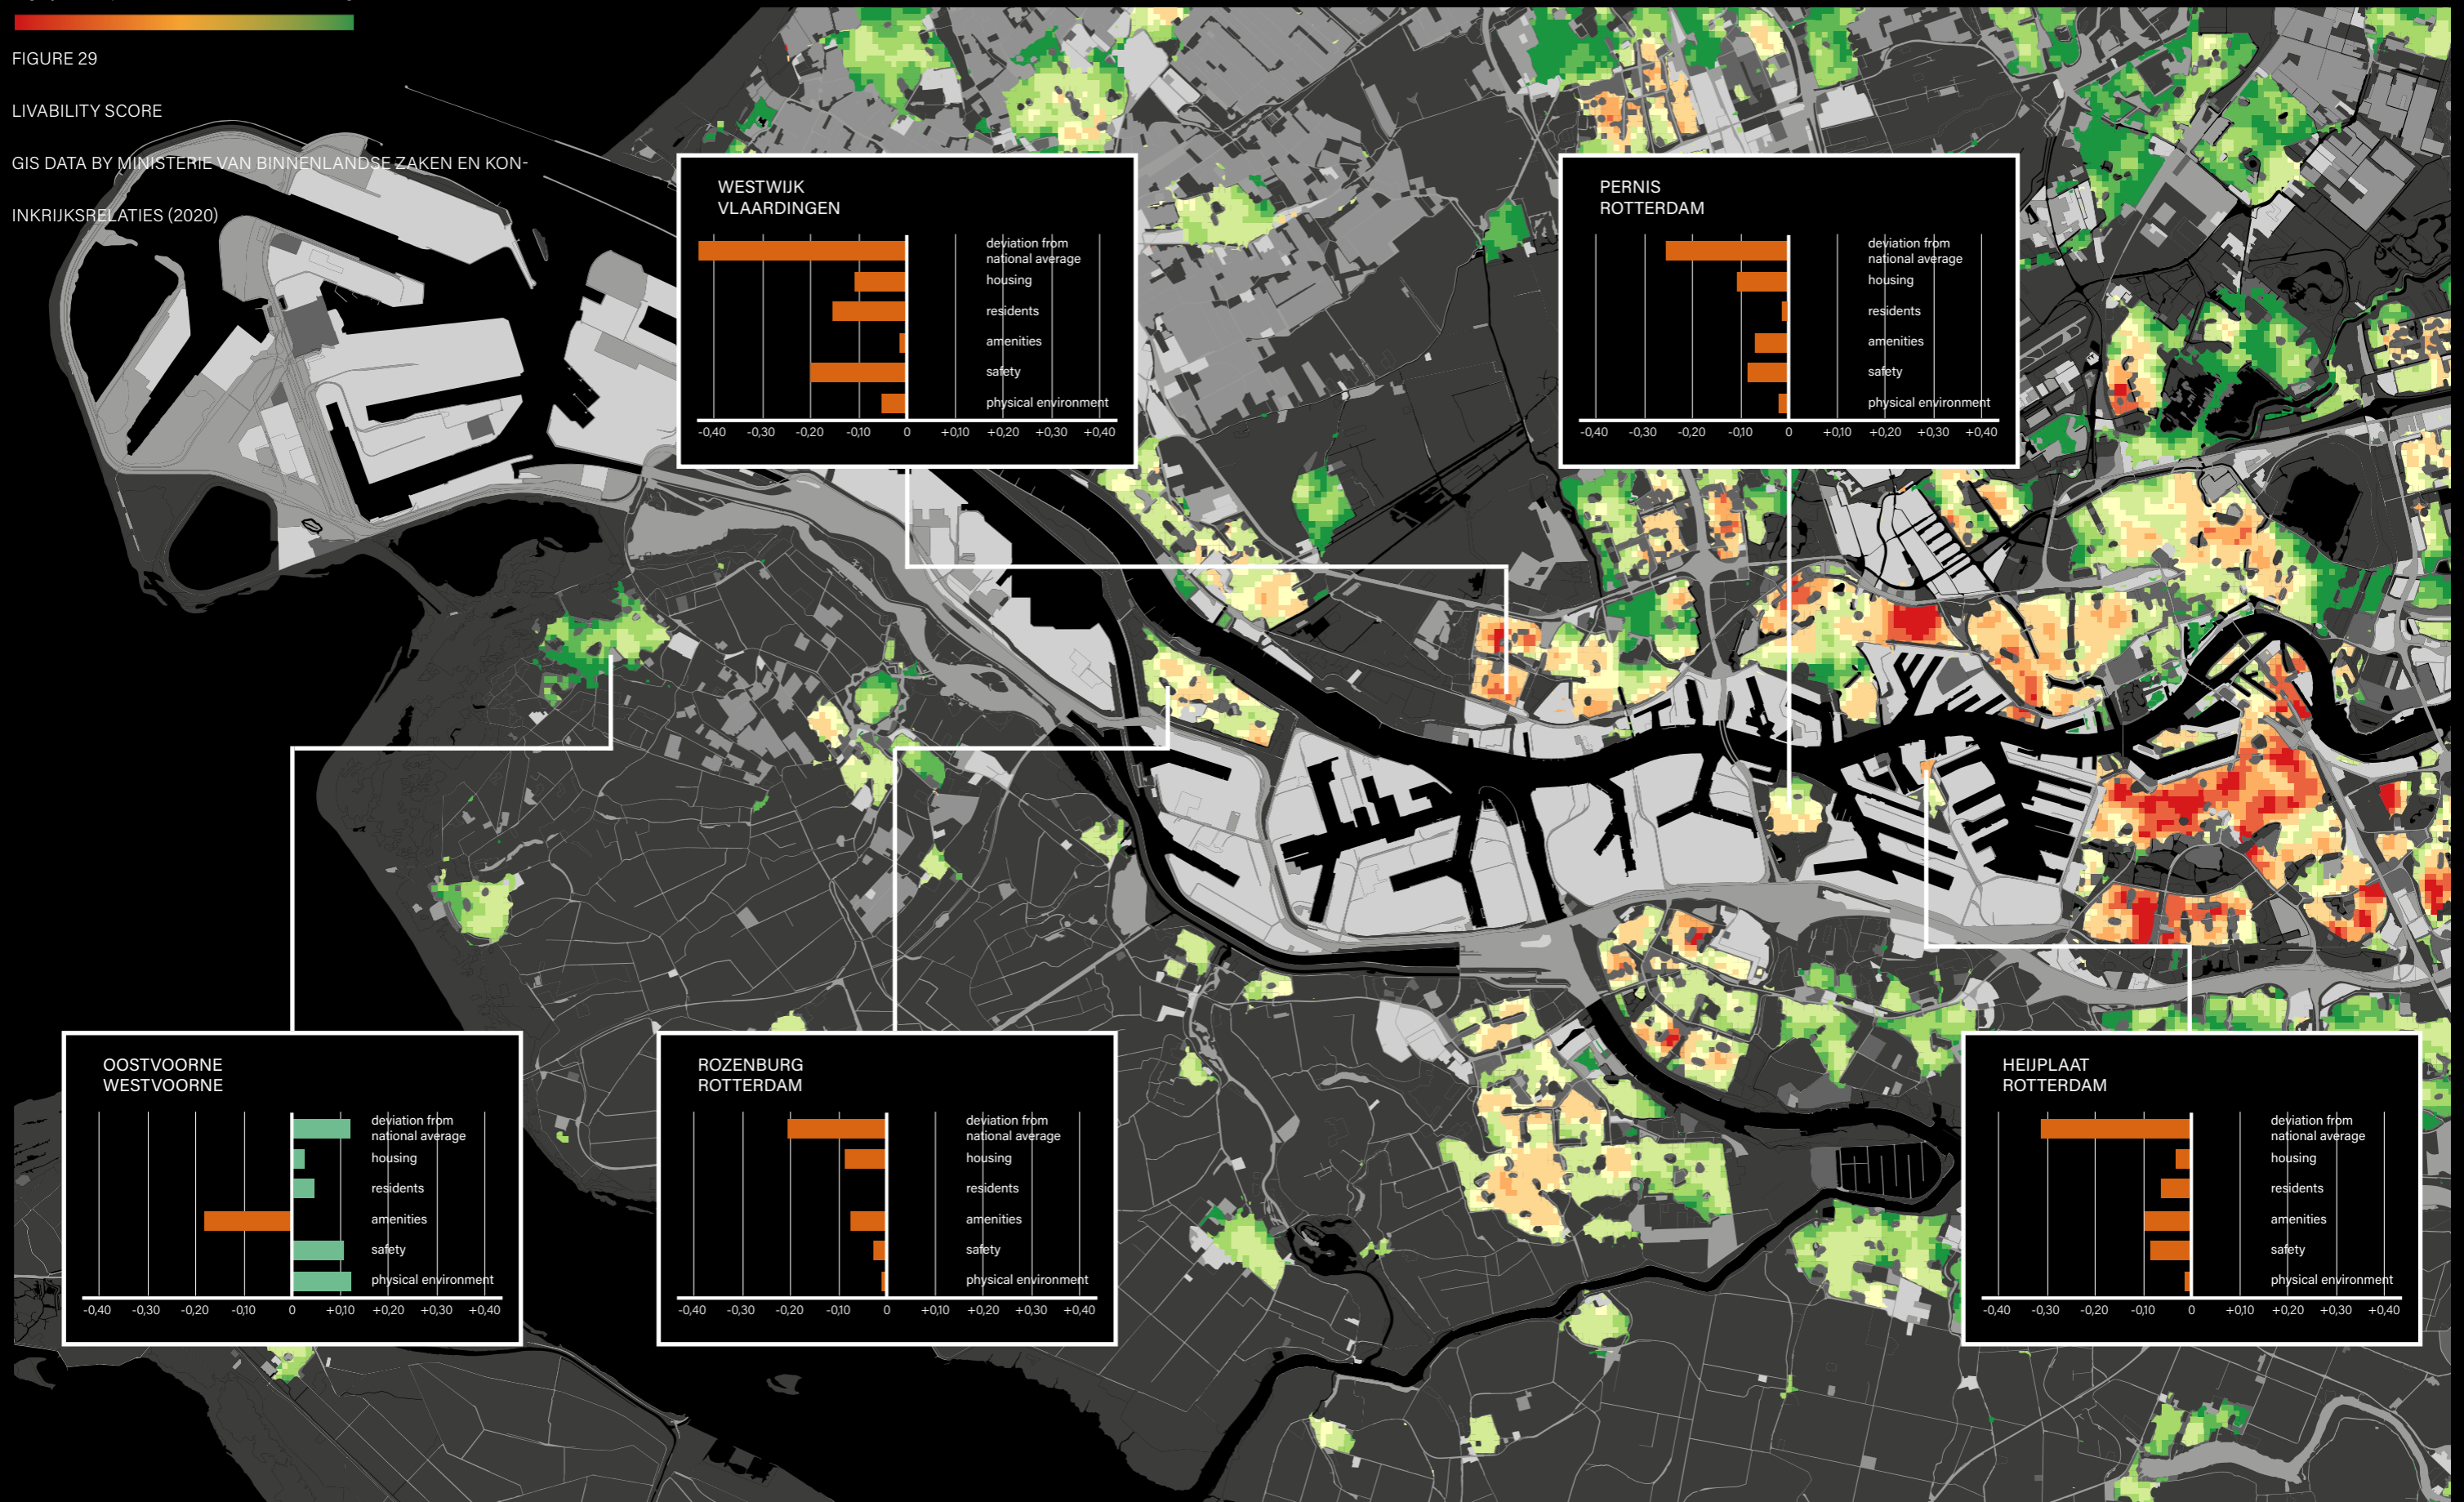 FIGURE 29
LIVABILITY SCORE
GIS DATA BY MINISTERIE VAN BINNENLANDSE ZAKEN EN KON-
INKRIJKSRELATIES (2020)
WESTWIJK
VLAARDINGEN
deviation from
national average
housing
residents
amenities
safety
physical environment
-0,40 -0,30 -0,20 -0,10 0 +0,10 +0,20 +0,30 +0,40
PERNIS
ROTTERDAM
deviation from
national average
housing
residents
amenities
safety
physical environment
-0,40 -0,30 -0,20 -0,10 0 +0,10 +0,20 +0,30 +0,40
OOSTVOORNE
WESTVOORNE
deviation from
national average
housing
residents
amenities
safety
physical environment
-0,40 -0,30 -0,20 -0,10 0 +0,10 +0,20 +0,30 +0,40
ROZENBURG
ROTTERDAM
deviation from
national average
housing
residents
amenities
safety
physical environment
-0,40 -0,30 -0,20 -0,10 0 +0,10 +0,20 +0,30 +0,40
HEIJPLAAT
ROTTERDAM
deviation from
national average
housing
residents
amenities
safety
physical environment
-0,40 -0,30 -0,20 -0,10 0 +0,10 +0,20 +0,30 +0,40